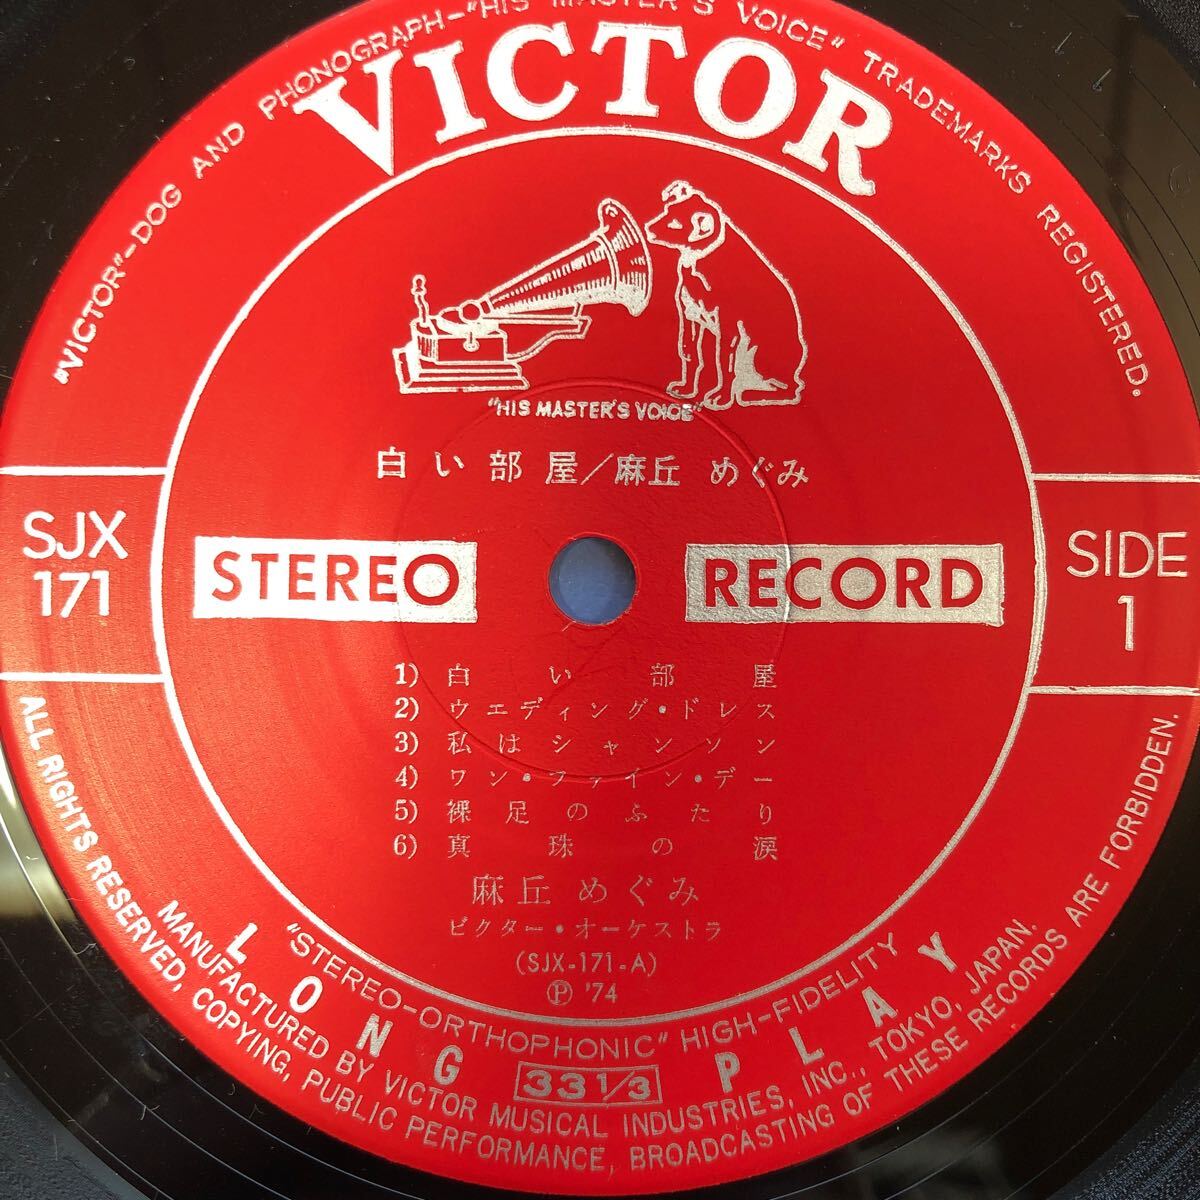 "VICTOR"-DOG AND PHONOGRAPH-"HIS MASTER'S VOICE" TRADEMARKS REGISTERED.
VICTOR
"HIS MASTER'S VOICE"
白い部屋/麻丘 めぐみ
SJX
171
STEREO RECORD
SIDE
1
1) 白い部屋
2) ウエディング・ドレス
3) 私はシャンソン
4) ワン・ファイン・デー
5) 裸足のふたり
6) 真珠の涙
麻丘 めぐみ
ビクター・オーケストラ
(SJX-171-A)
Ⓟ '74
"STEREO-ORTHOPHONIC" HIGH-FIDELITY
LONG 33 1/3 PLAY
MANUFACTURED BY VICTOR MUSICAL INDUSTRIES, INC., TOKYO, JAPAN.
ALL RIGHTS RESERVED, COPYING, PUBLIC PERFORMANCE, BROADCASTING OF THESE RECORDS ARE FORBIDDEN.